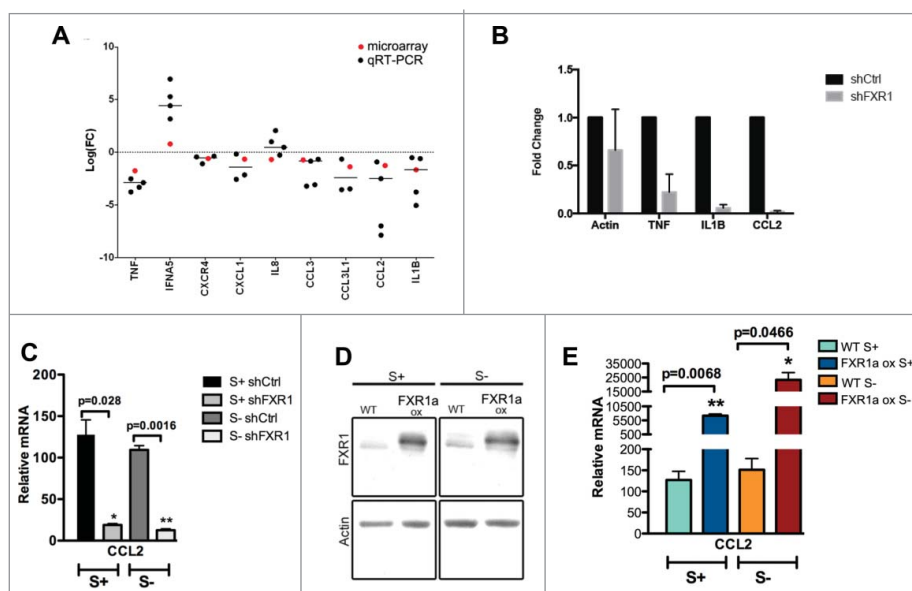 A
microarray
qRT-PCR
Log(FC)
10
5
0
-5
-10
TNF
IFNA5
CXCR4
CXCL1
IL8
CCL3
CCL3L1
CCL2
IL1B
B
shCtrl
shFXR1
Fold Change
1.5
1.0
0.5
0.0
Actin TNF IL1B CCL2
C
S+ shCtrl
S+ shFXR1
S- shCtrl
S- shFXR1
Relative mRNA
200
150
100
50
0
p=0.028
p=0.0016
*
**
CCL2
S+ S-
D
S+ S-
WT FXR1a ox WT FXR1a ox
FXR1
Actin
E
WT S+
FXR1a ox S+
WT S-
FXR1a ox S-
p=0.0466
p=0.0068
*
**
Relative mRNA
35000
25000
15000
10500
5500
500
200
150
100
50
0
CCL2
S+ S-